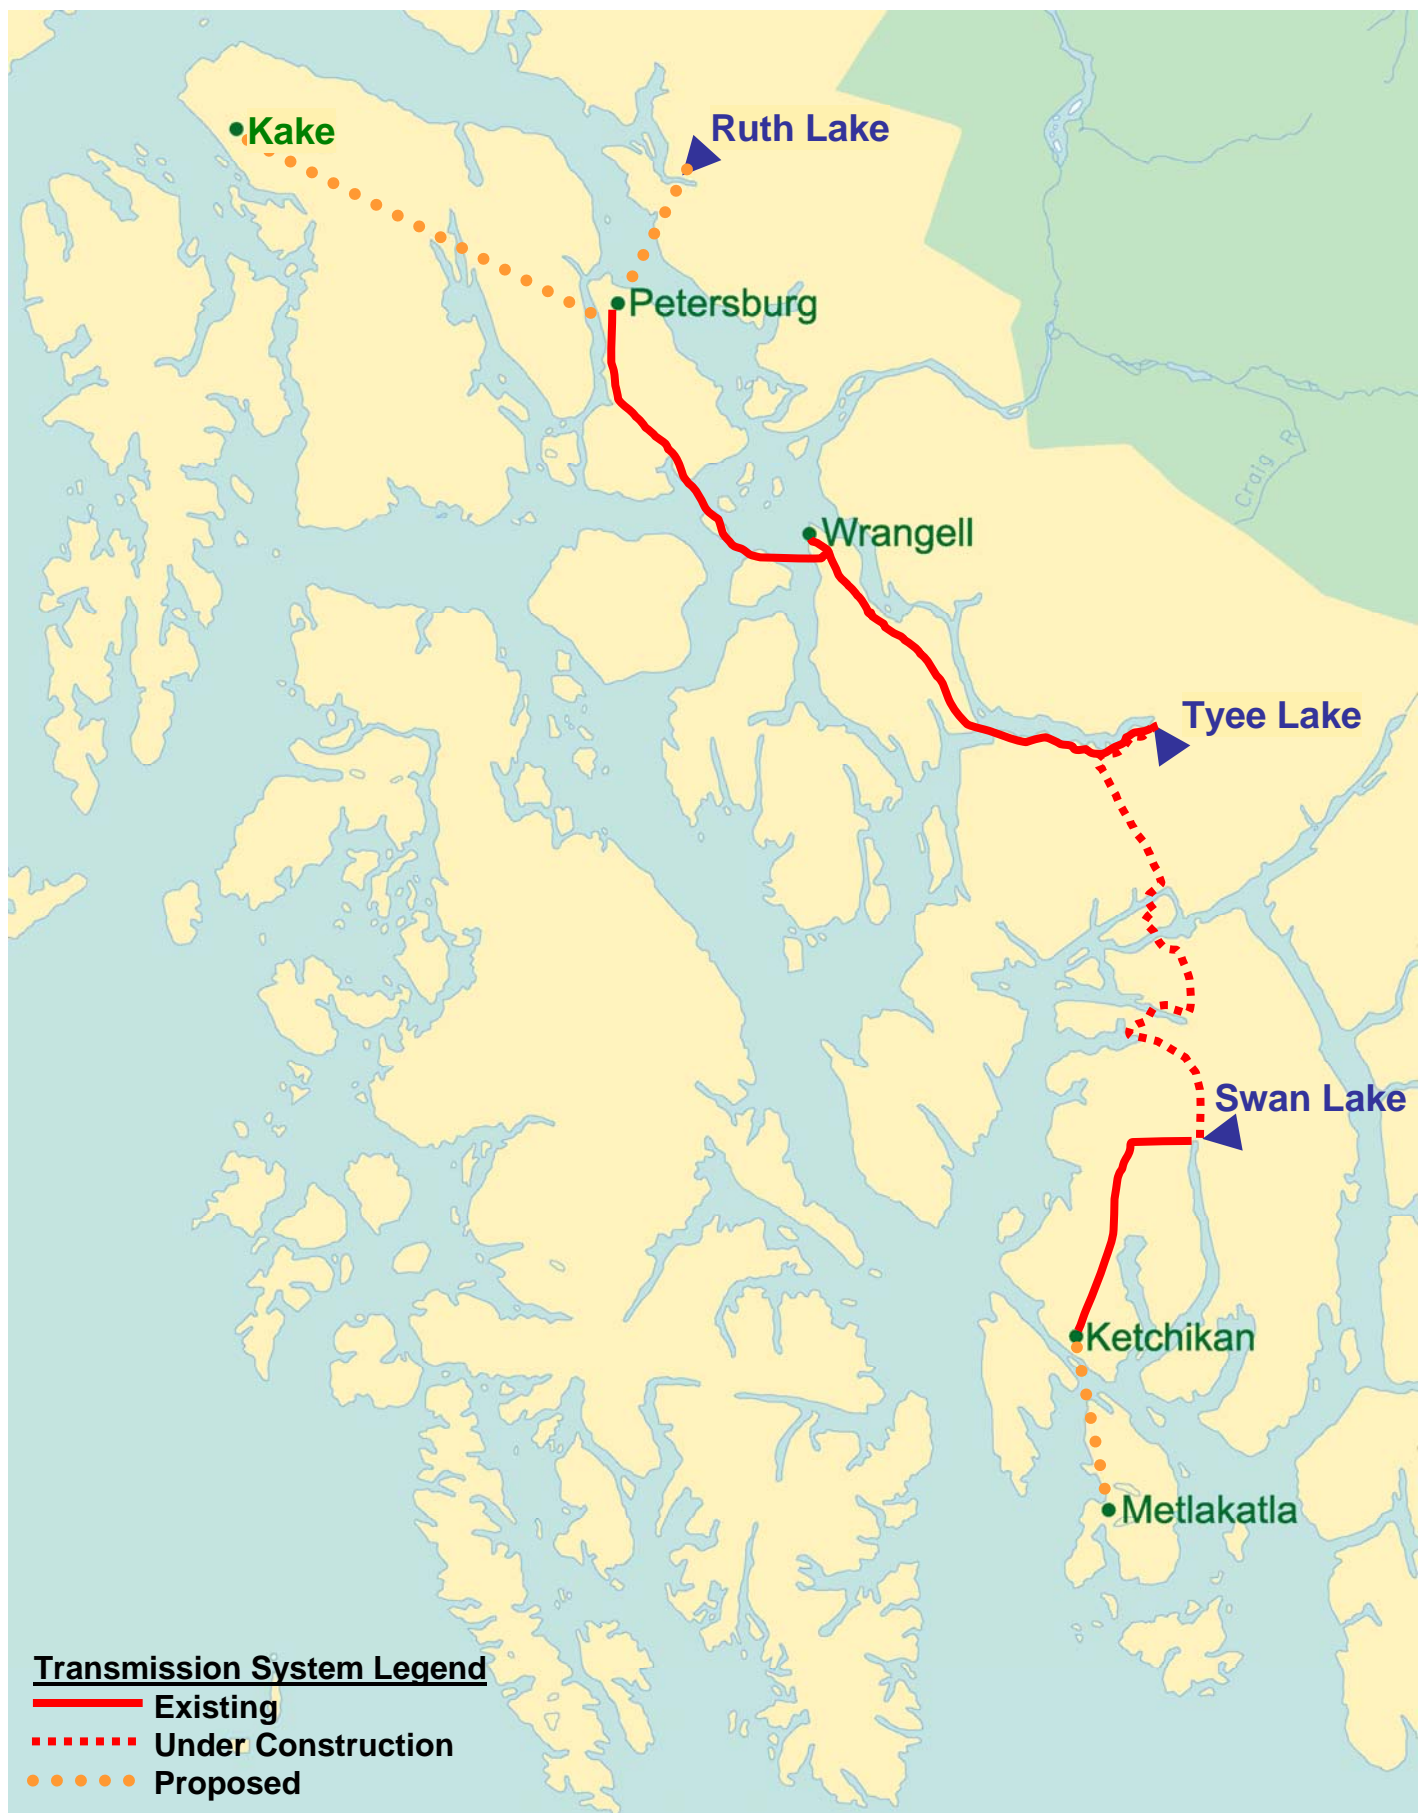 Ruth Lake
Kake
Petersburg
Craig R
Wrangell
Tyee Lake
Swan Lake
Ketchikan
Metlakatla
Transmission System Legend
Existing
Under Construction
Proposed